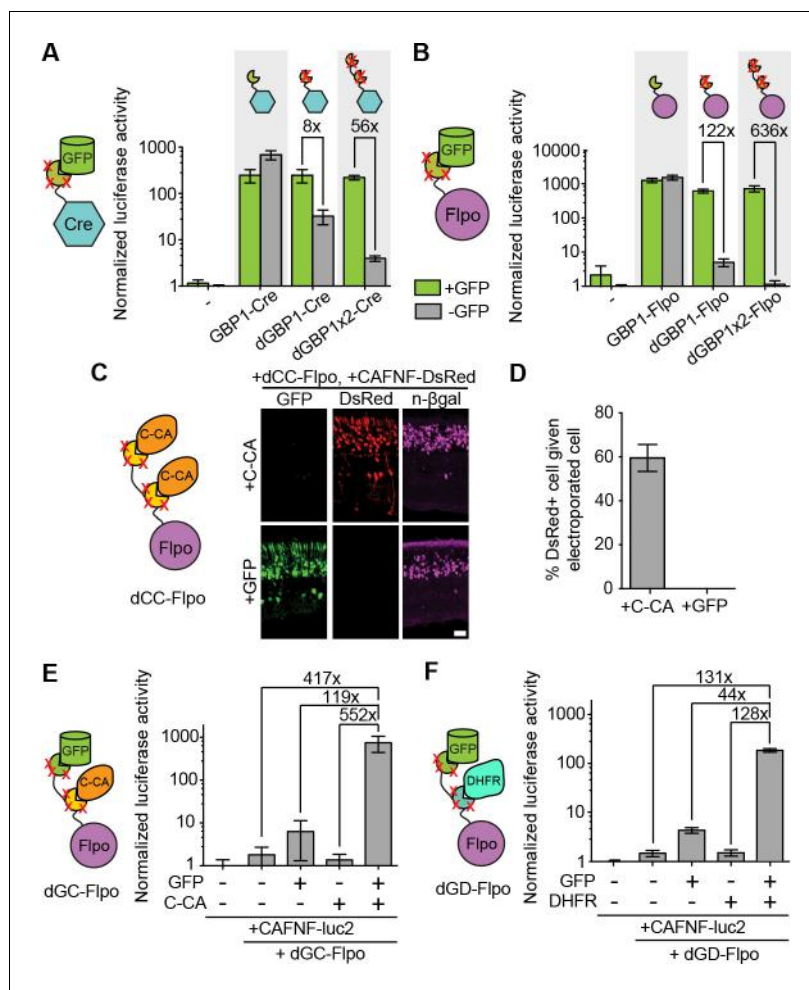 A
GFP
Cre
Normalized luciferase activity
1000
100
10
1
8x
56x
-
GBP1-Cre
dGBP1-Cre
dGBP1x2-Cre
+GFP
-GFP
B
GFP
Flpo
Normalized luciferase activity
10000
1000
100
10
1
122x
636x
-
GBP1-Flpo
dGBP1-Flpo
dGBP1x2-Flpo
C
C-CA
C-CA
Flpo
dCC-Flpo
+dCC-Flpo, +CAFNF-DsRed
GFP DsRed n-βgal
+C-CA
+GFP
D
% DsRed+ cell given
electroporated cell
80
60
40
20
0
+C-CA +GFP
E
GFP
C-CA
Flpo
dGC-Flpo
Normalized luciferase activity
1000
100
10
1
417x
119x
552x
GFP - - + - +
C-CA - - - + +
+CAFNF-luc2
+ dGC-Flpo
F
GFP
DHFR
Flpo
dGD-Flpo
Normalized luciferase activity
1000
100
10
1
131x
44x
128x
GFP - - + - +
DHFR - - - + +
+CAFNF-luc2
+ dGD-Flpo